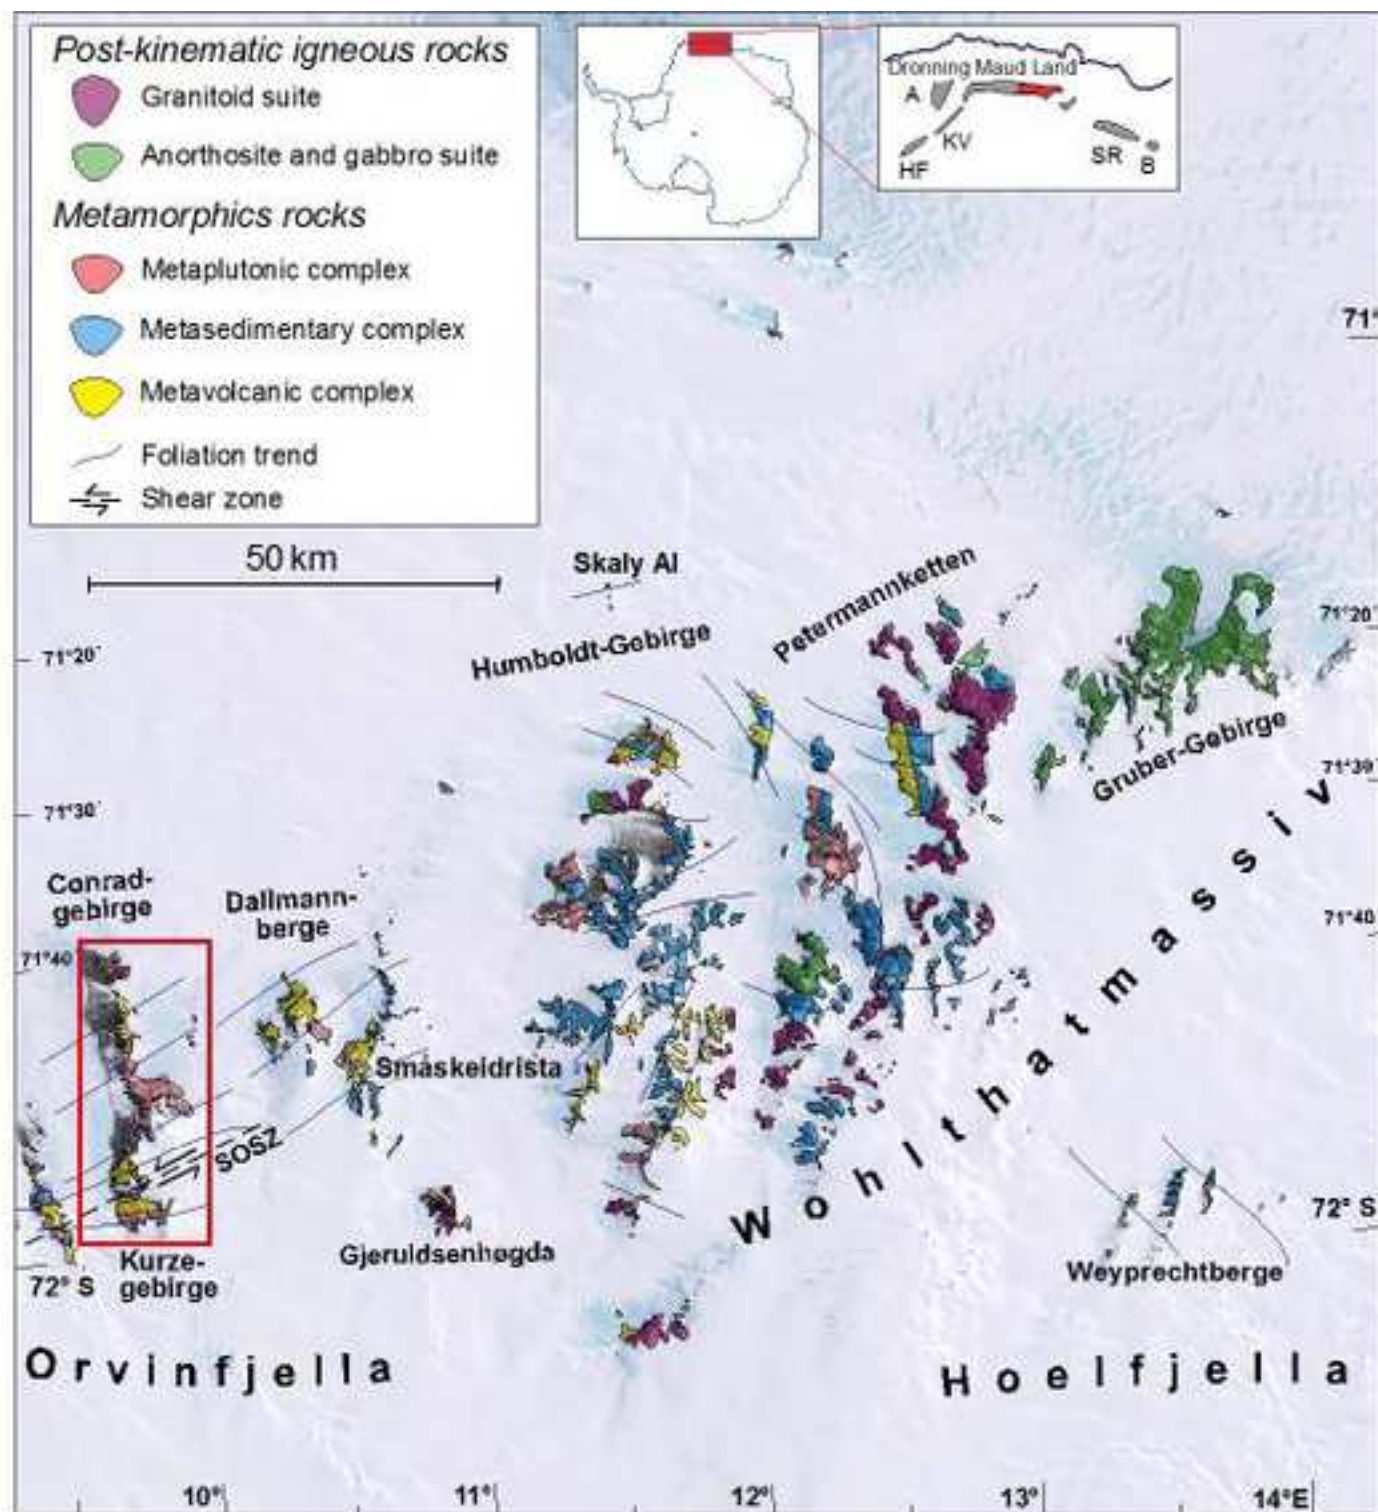 Post-kinematic igneous rocks
Granitoid suite
Anorthosite and gabbro suite
Metamorphics rocks
Metaplutonic complex
Metasedimentary complex
Metavolcanic complex
Foliation trend
Shear zone
Dronning Maud Land
A
KV
HF
SR
B
71°
50 km
Skaly Al
Petermannketten
Humboldt-Gebirge
71°20´
71°20´
Gruber-Gebirge
71°30´
71°30´
Conrad-
gebirge
Dallmann-
berge
71°40´
71°40´
Småskeidrista
SOSZ
Wohlthatmassiv
72° S
Kurze-
gebirge
72° S
Gjeruldsenhøgda
Weyprechtberge
Orvinfjella
Hoelfjella
10°
11°
12°
13°
14°E